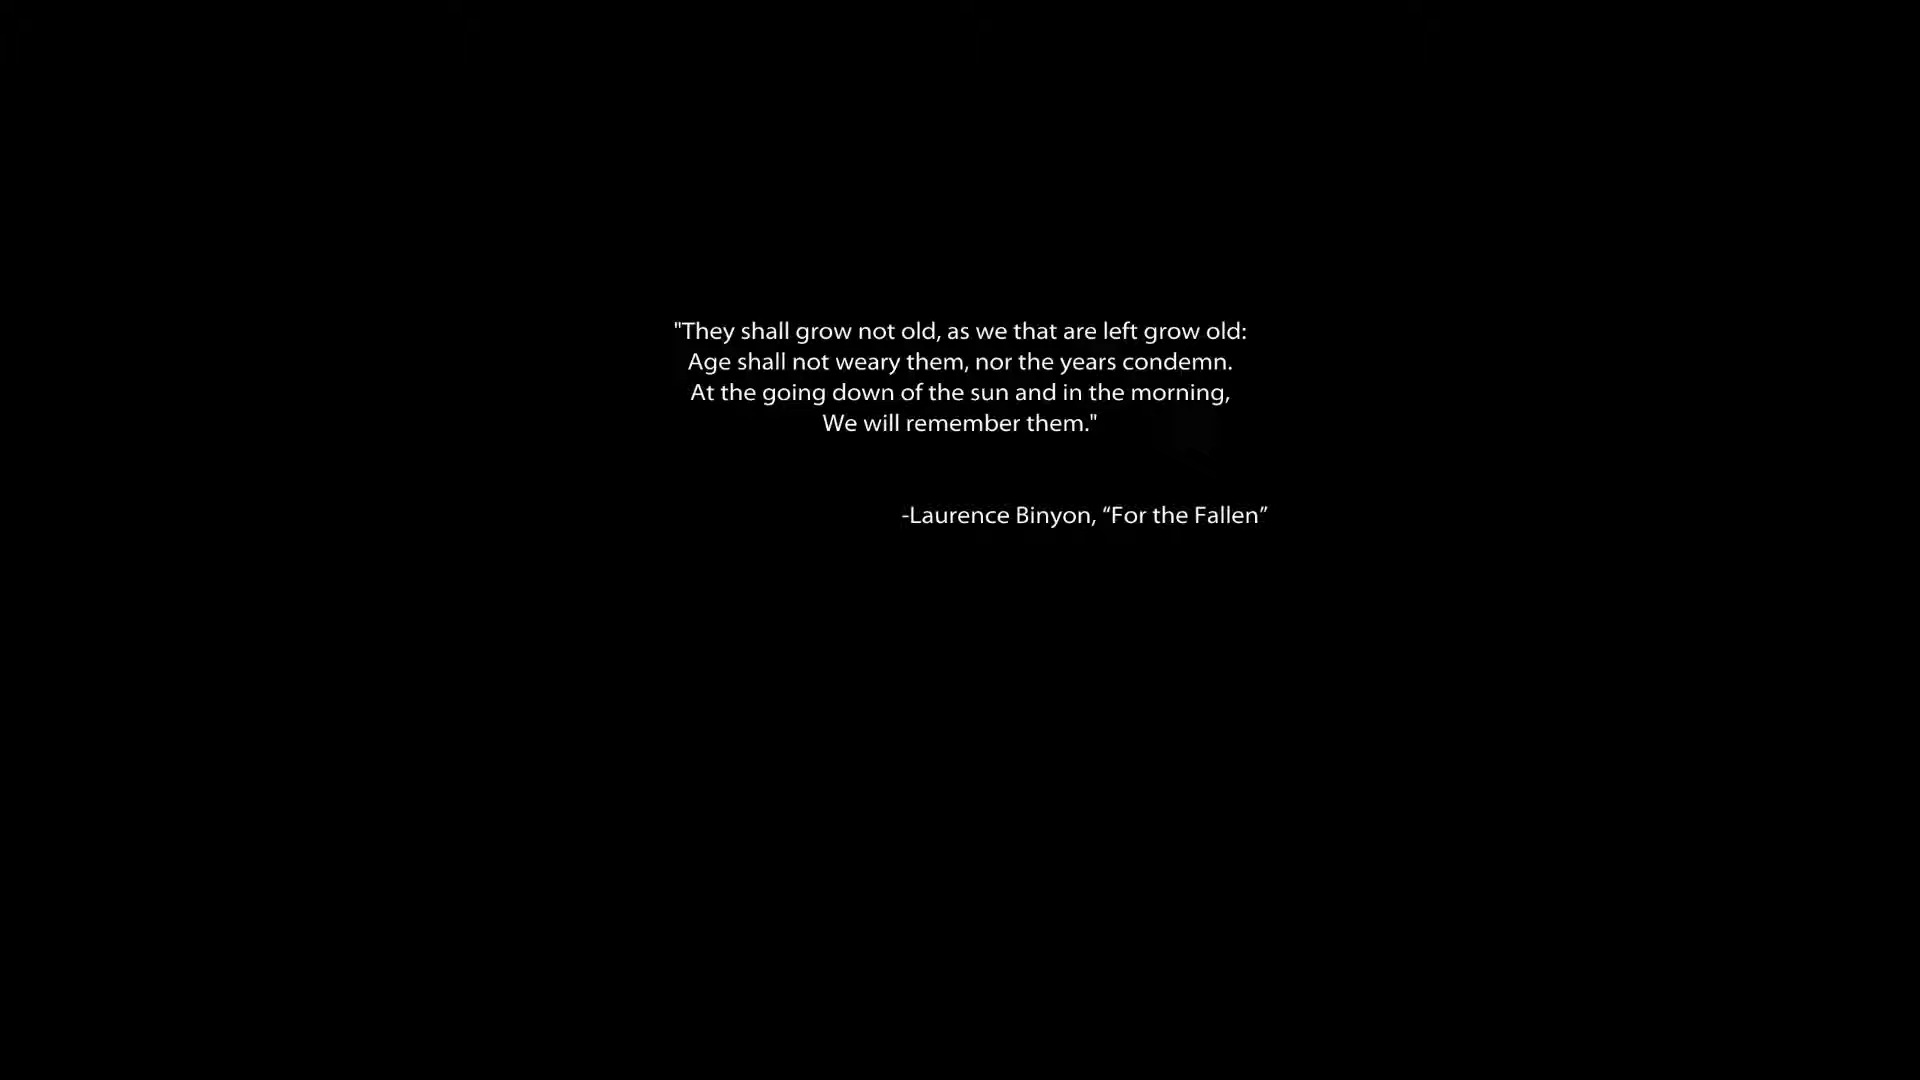 "They shall grow not old, as we that are left grow old:
Age shall not weary them, nor the years condemn.
At the going down of the sun and in the morning,
We will remember them."
-Laurence Binyon, “For the Fallen”